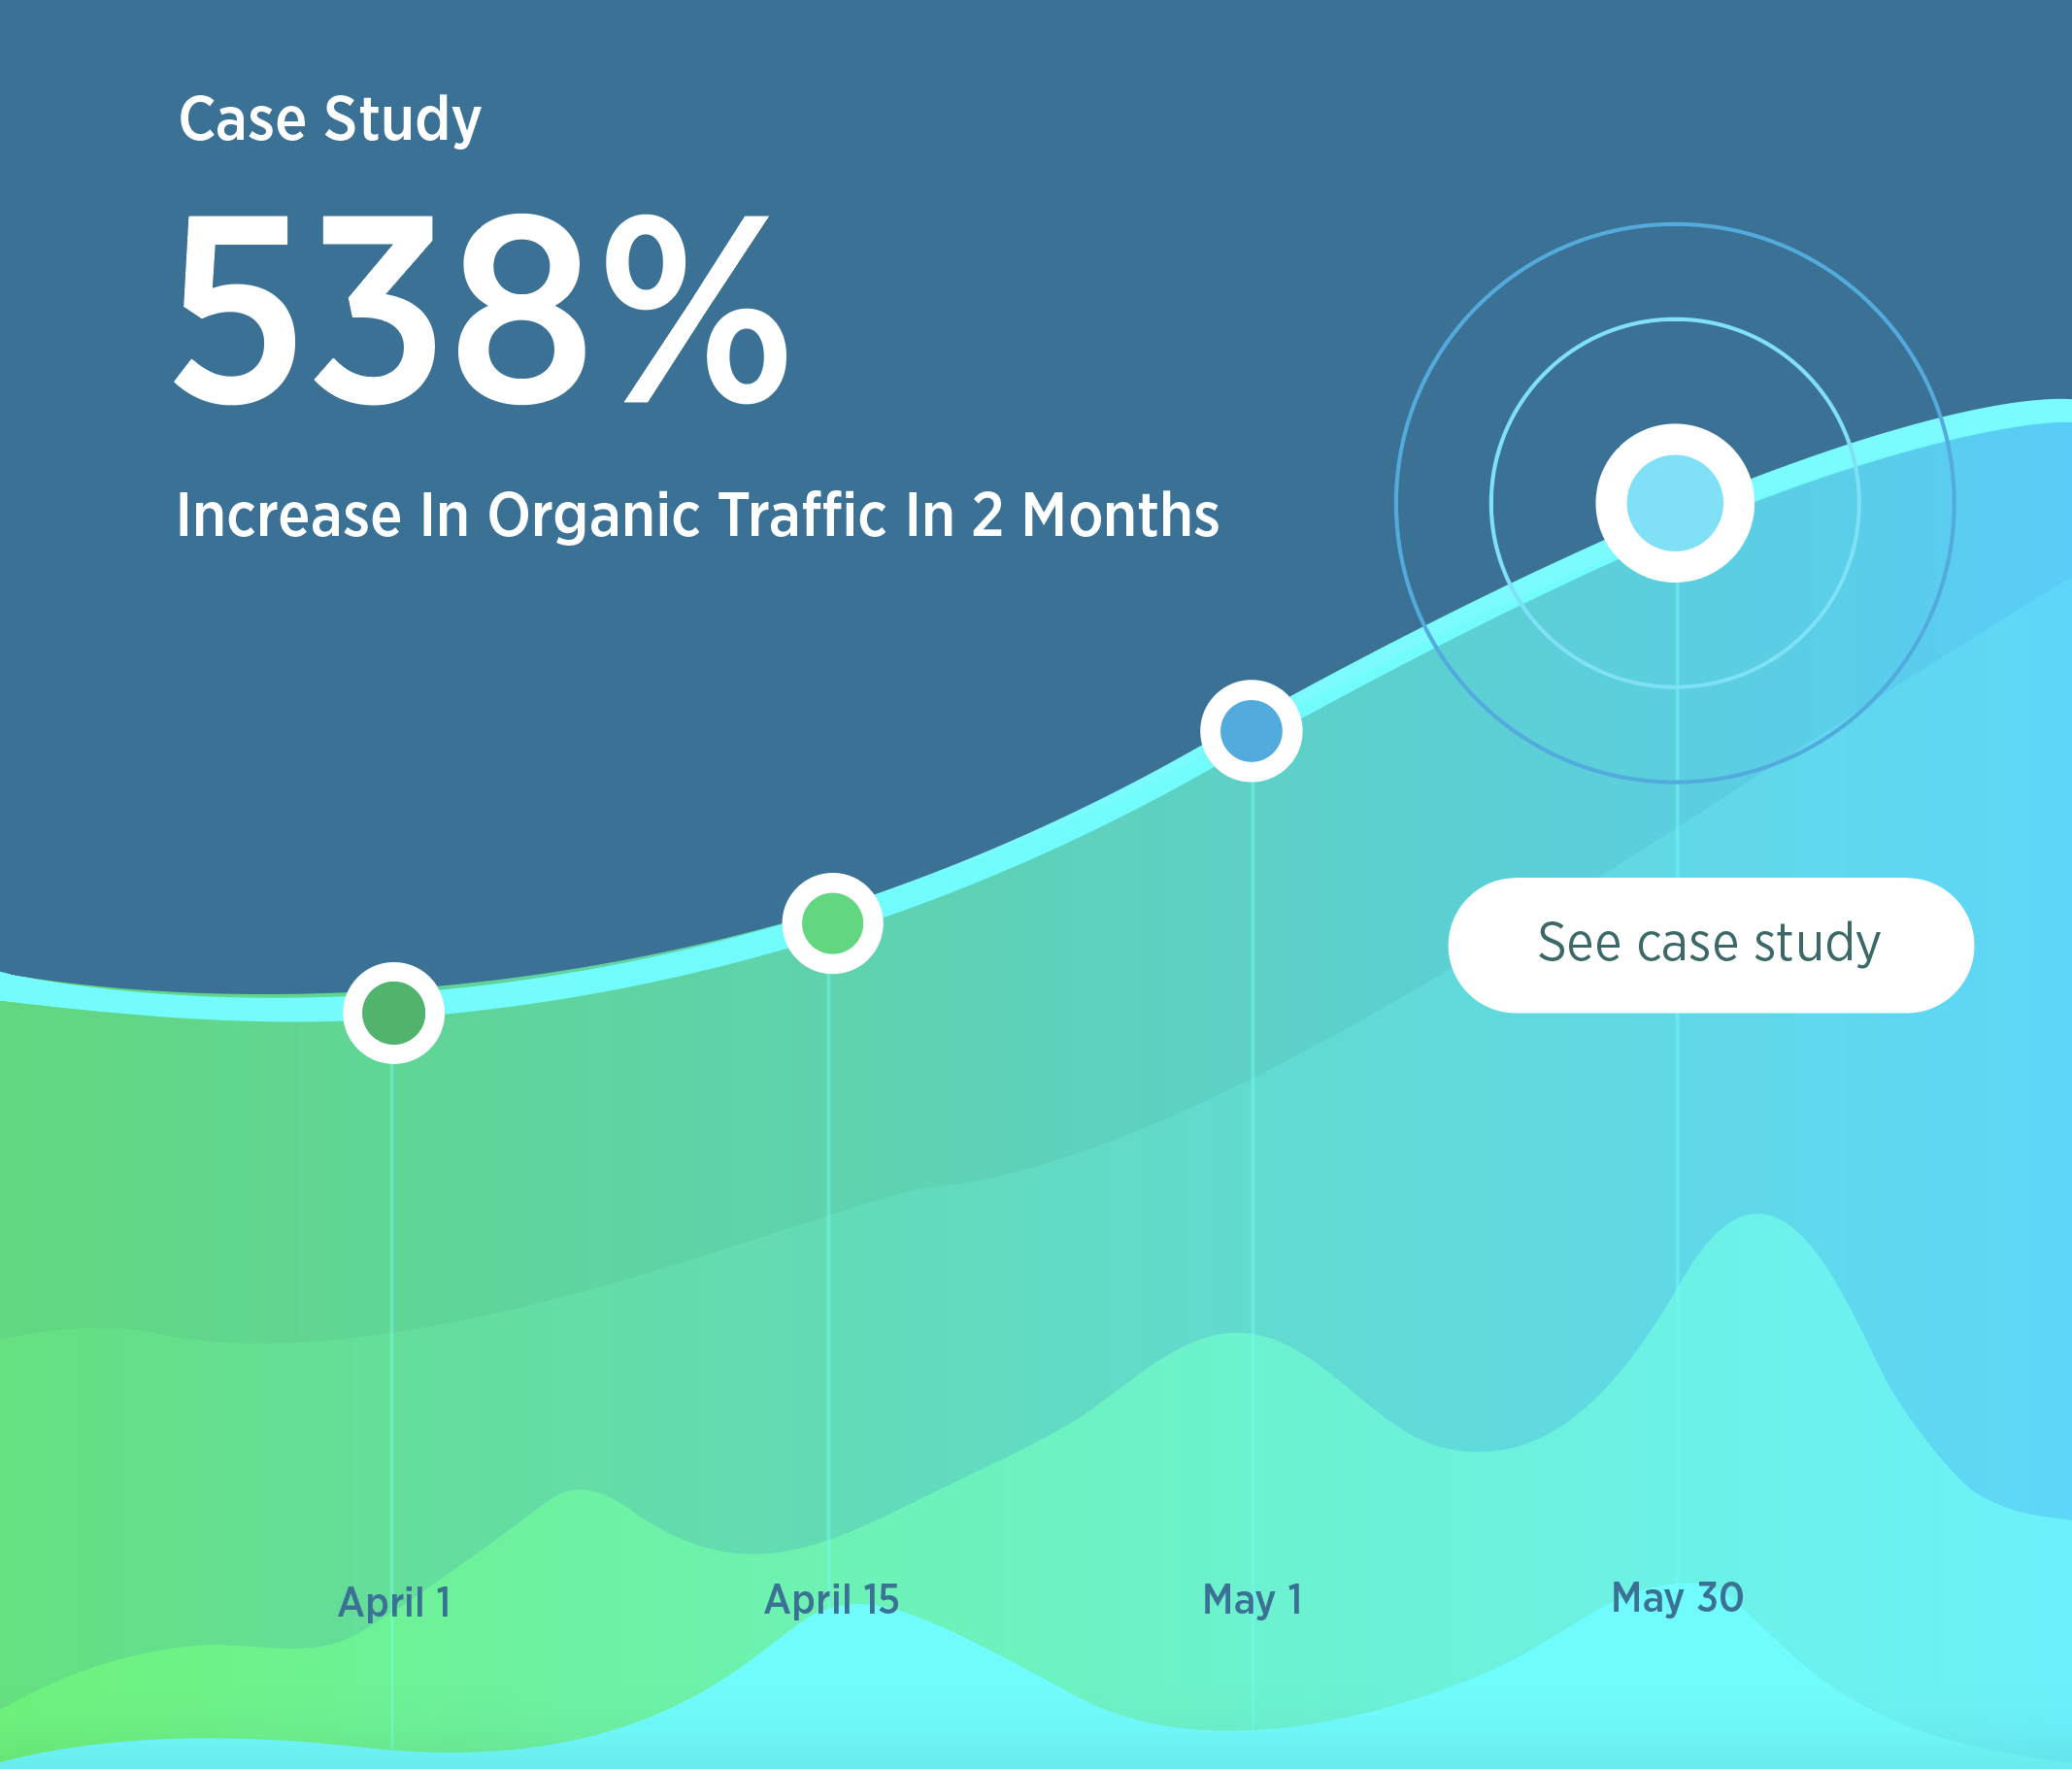 Case Study
538%
Increase In Organic Traffic In 2 Months
See case study
April 1
April 15
May 1
May 30